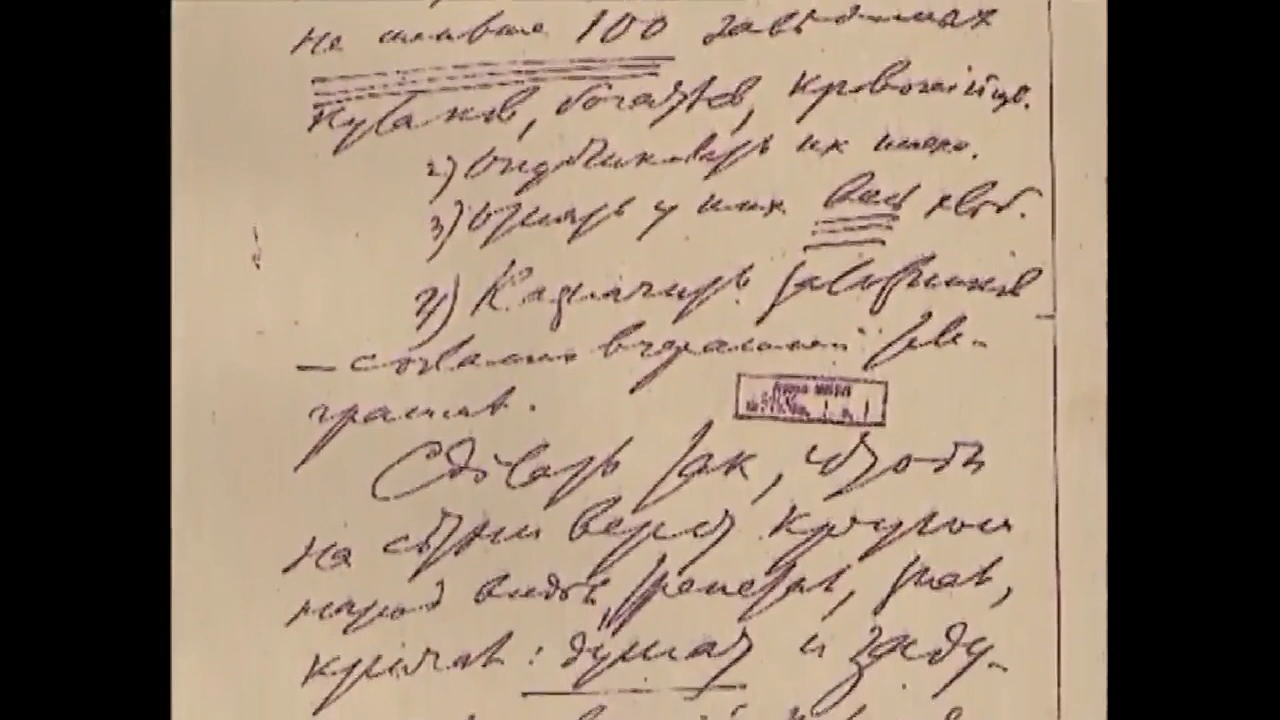 не меньше 100 заведомых
кулаков, богатеев, кровопийц.
2) Опубликовать их имена.
3) Отнять у них весь хлеб.
4) Назначить заложников
— согласно вчерашней теле-
грамме.
Сделать так, чтобы
на сотни верст кругом
народ видел, трепетал, знал,
кричал: душат и заду-